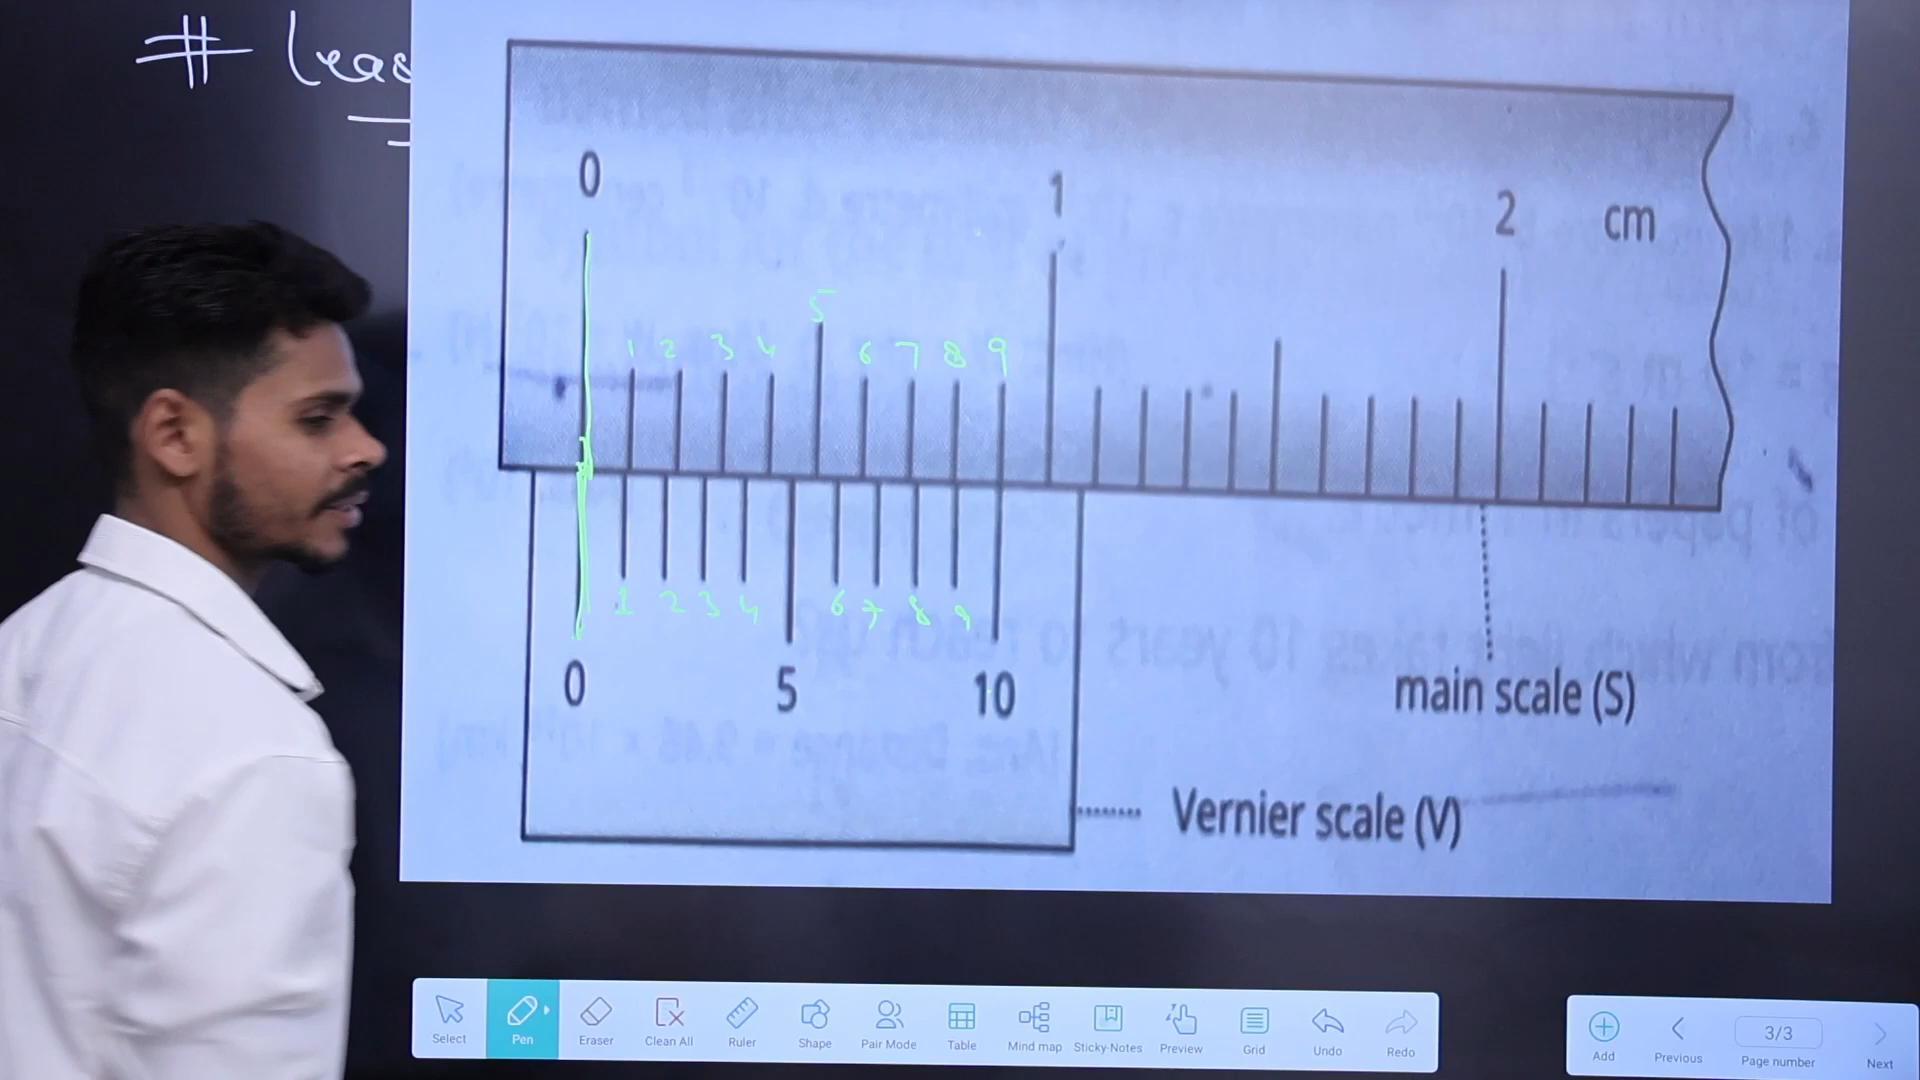 # leas
0 1 2 cm
5
1 2 3 4 6 7 8 9
1 2 3 4 6 7 8 9
0 5 10
main scale (S)
Vernier scale (V)
Select Pen Eraser Clean All Ruler Shape Pair Mode Table Mind map Sticky-Notes Preview Grid Undo Redo
Add Previous 3/3 Page number Next